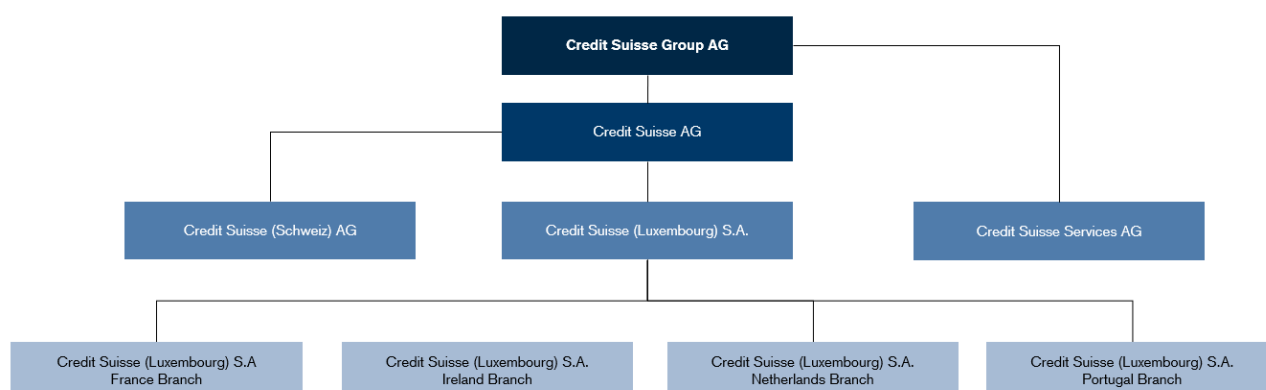 Credit Suisse Group AG
Credit Suisse AG
Credit Suisse (Schweiz) AG
Credit Suisse (Luxembourg) S.A.
Credit Suisse Services AG
Credit Suisse (Luxembourg) S.A
France Branch
Credit Suisse (Luxembourg) S.A.
Ireland Branch
Credit Suisse (Luxembourg) S.A.
Netherlands Branch
Credit Suisse (Luxembourg) S.A.
Portugal Branch